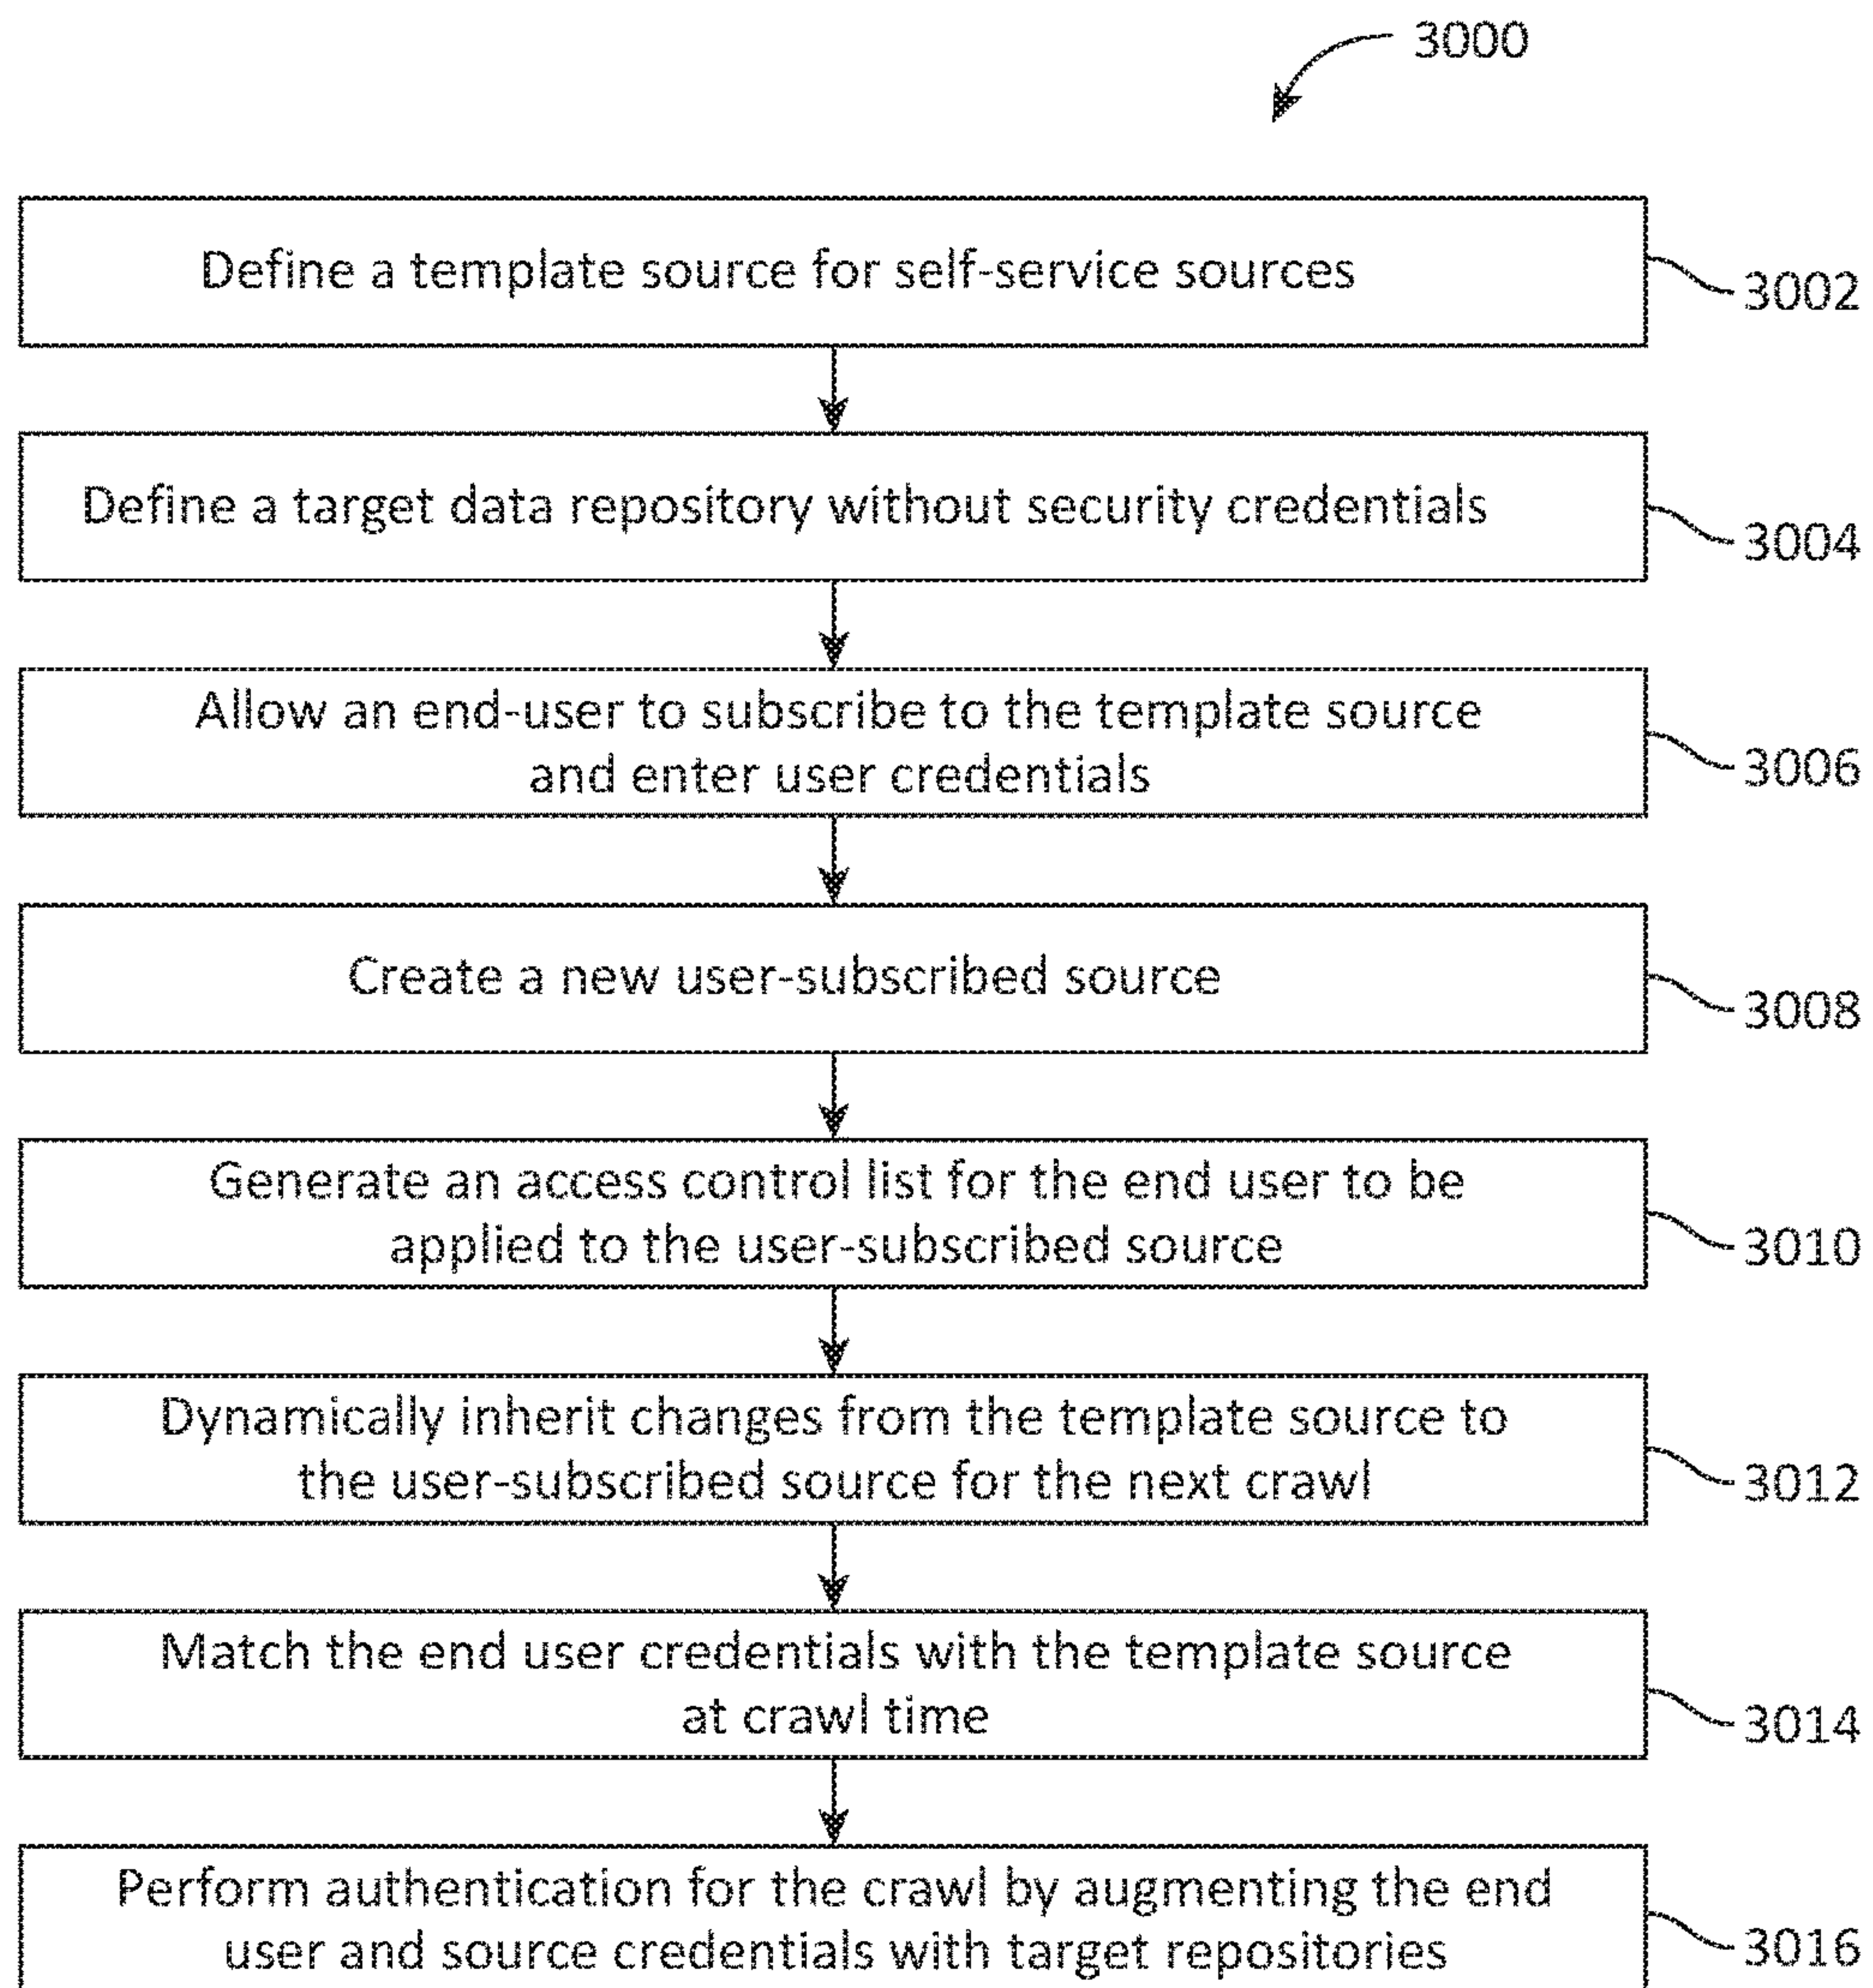 3000
Define a template source for self-service sources
3002
Define a target data repository without security credentials
3004
Allow an end-user to subscribe to the template source
and enter user credentials
3006
Create a new user-subscribed source
3008
Generate an access control list for the end user to be
applied to the user-subscribed source
3010
Dynamically inherit changes from the template source to
the user-subscribed source for the next crawl
3012
Match the end user credentials with the template source
at crawl time
3014
Perform authentication for the crawl by augmenting the end
user and source credentials with target repositories
3016